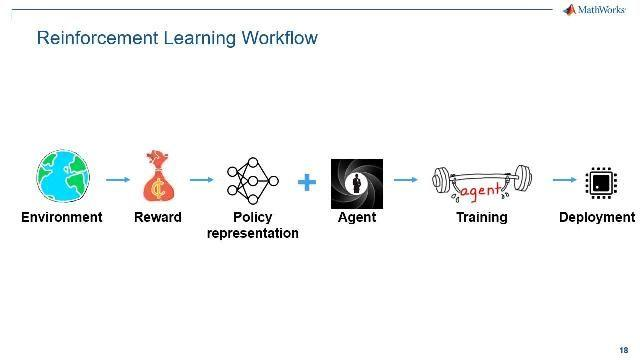 MathWorks
Reinforcement Learning Workflow
agent
Environment
Reward
Policy
representation
Agent
Training
Deployment
18